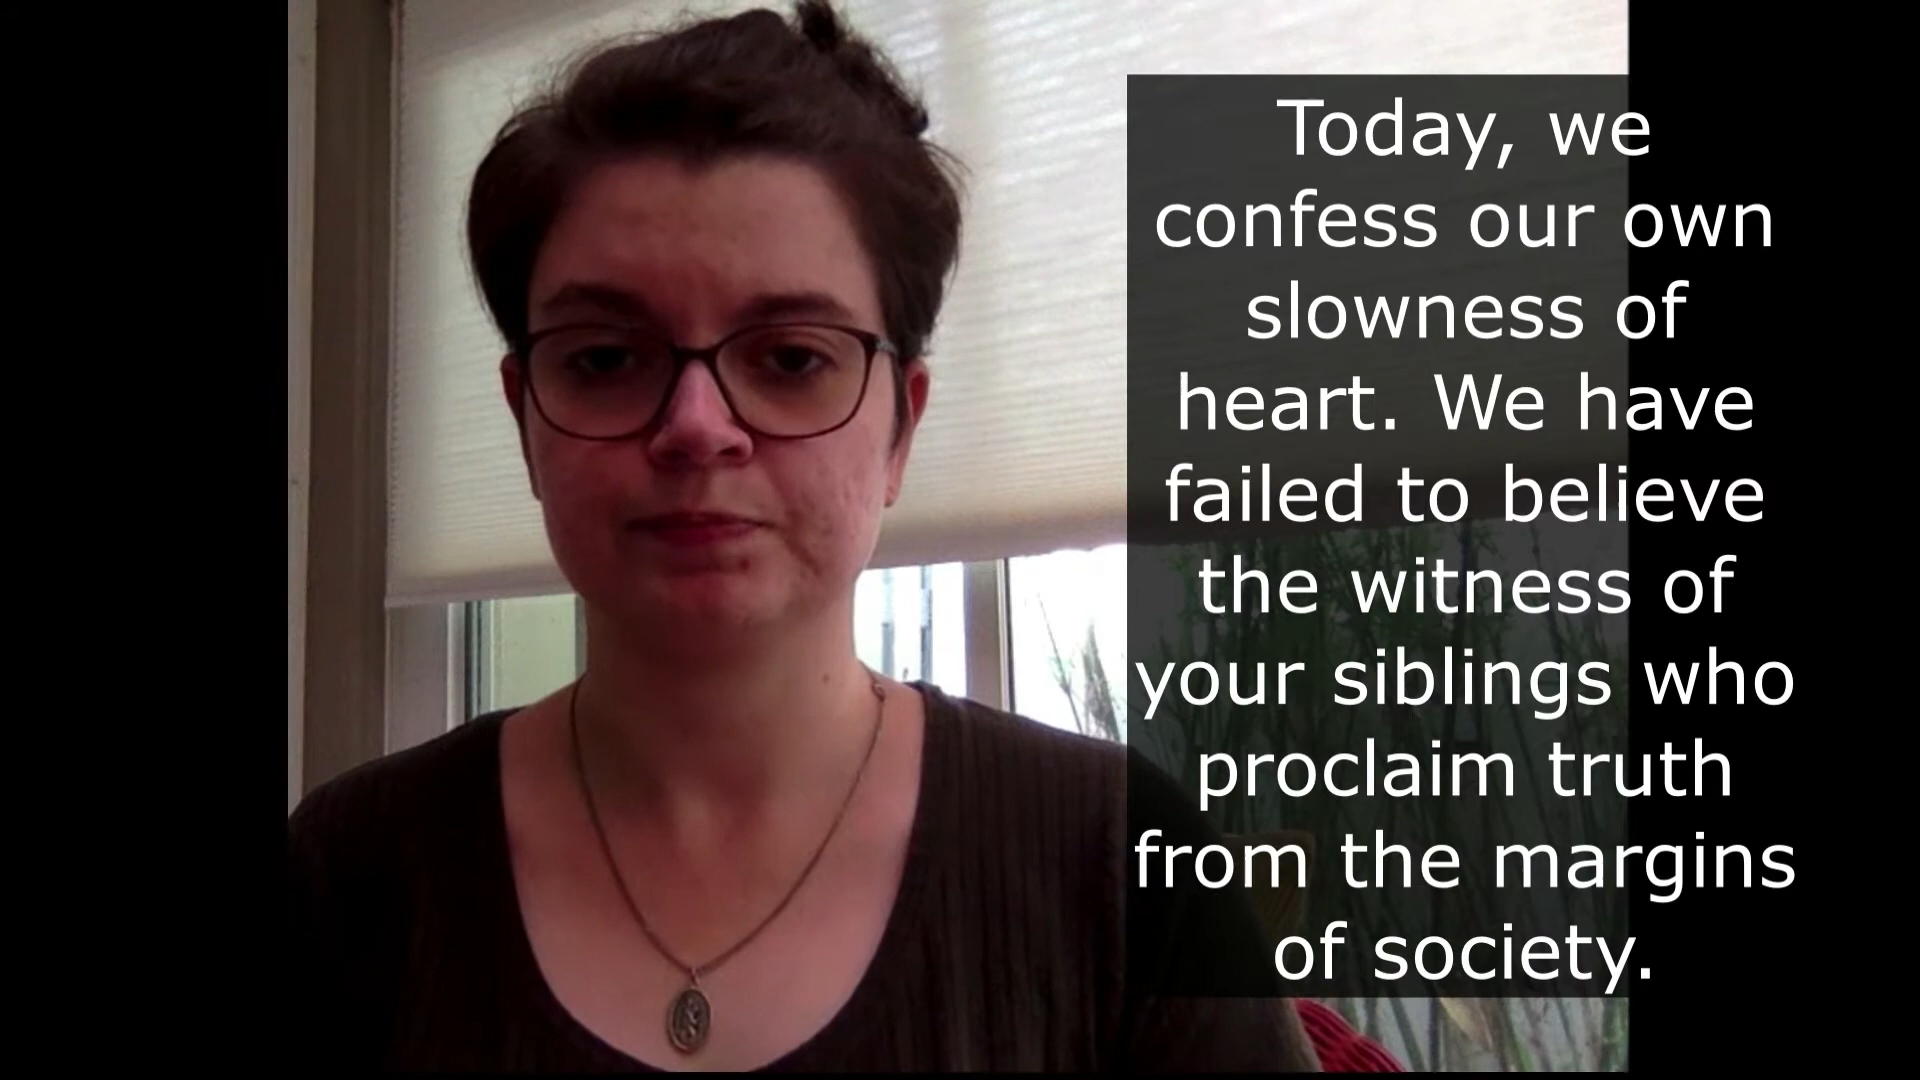 Today, we
confess our own
slowness of
heart. We have
failed to believe
the witness of
your siblings who
proclaim truth
from the margins
of society.